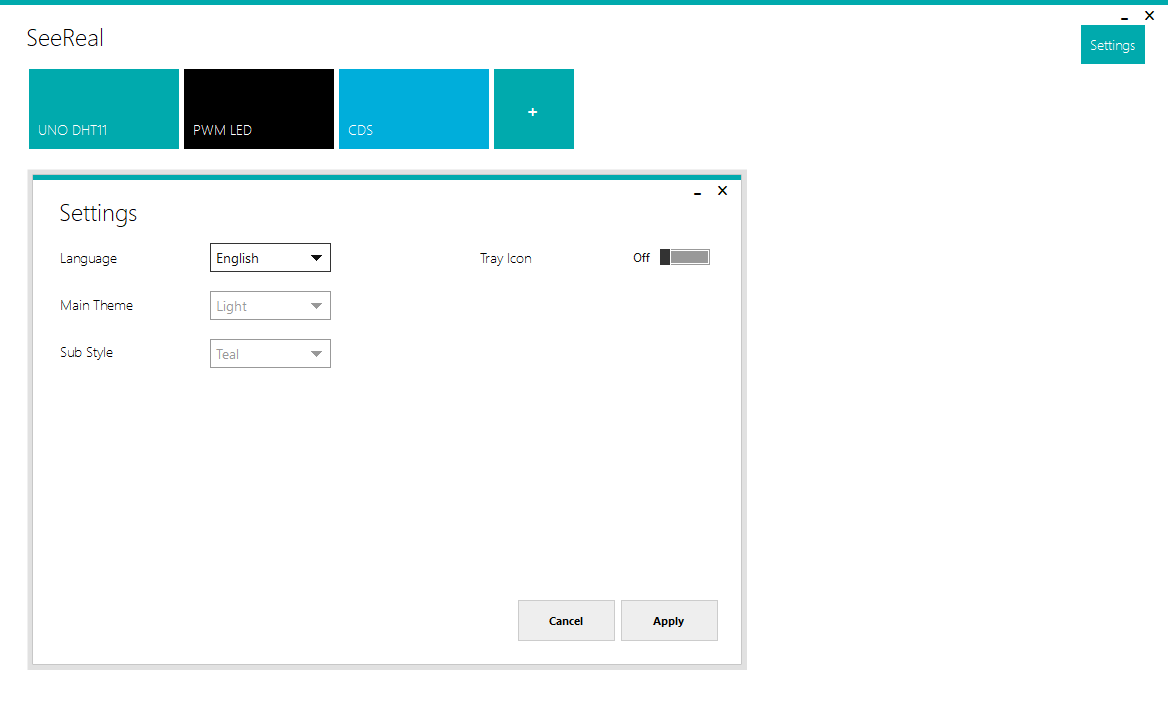 SeeReal
Settings
UNO DHT11
PWM LED
CDS
+
Settings
Language
English
Tray Icon
Off
Main Theme
Light
Sub Style
Teal
Cancel
Apply